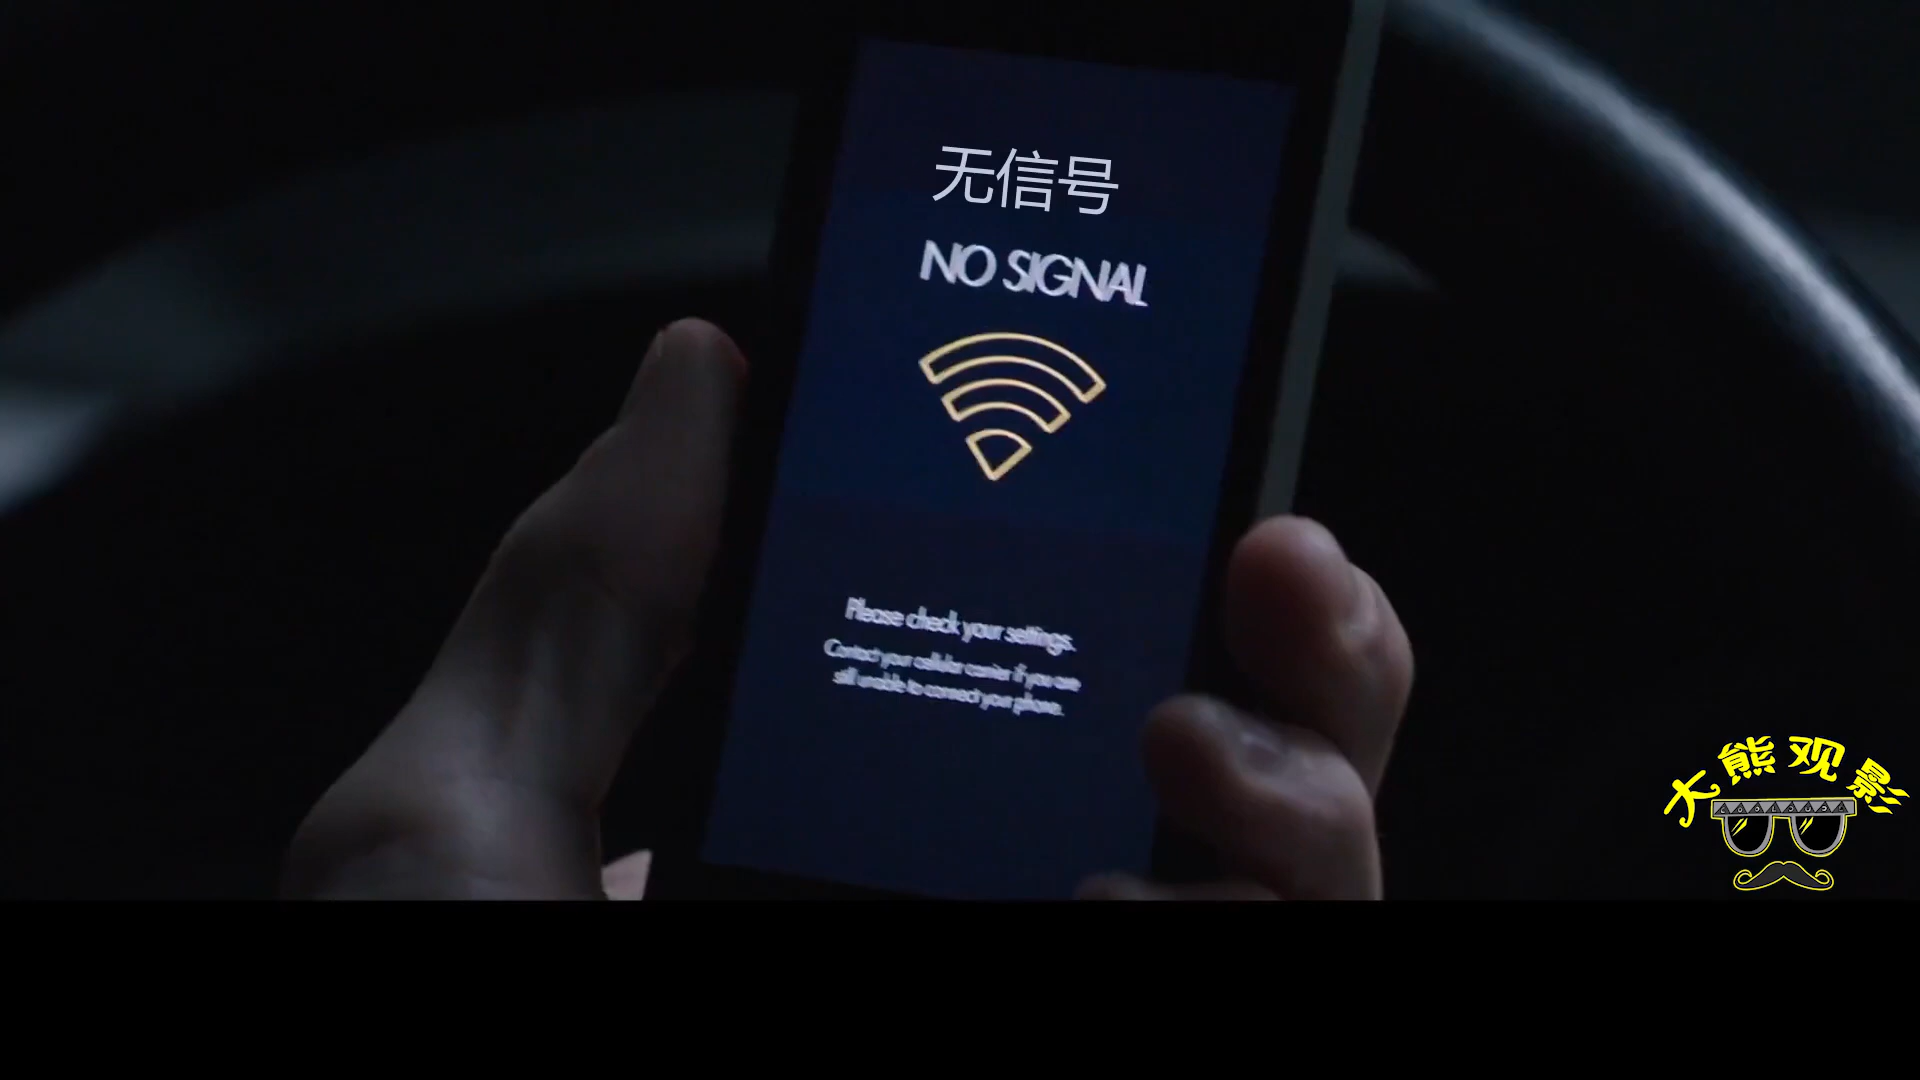 无信号
NO SIGNAL
Please check your settings.
Contact your cellular carrier if you are
still unable to connect your phone.
大熊观影